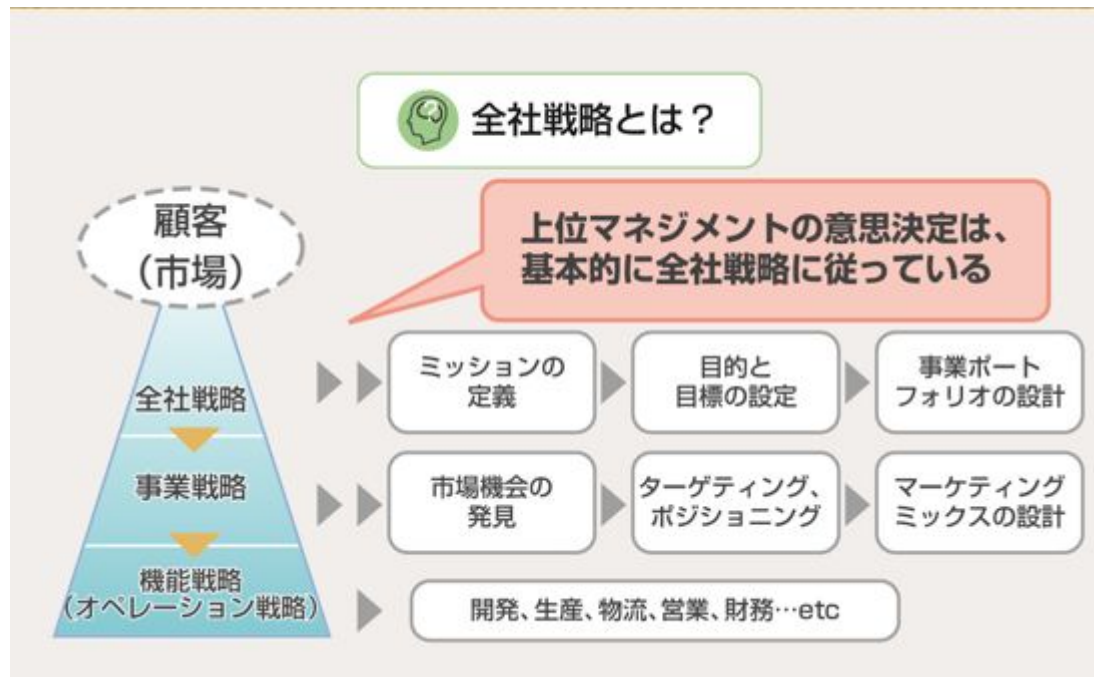 全社戦略とは？
顧客
（市場）
上位マネジメントの意思決定は、
基本的に全社戦略に従っている
全社戦略
ミッションの
定義
目的と
目標の設定
事業ポート
フォリオの設計
事業戦略
市場機会の
発見
ターゲティング、
ポジショニング
マーケティング
ミックスの設計
機能戦略
（オペレーション戦略）
開発、生産、物流、営業、財務…etc